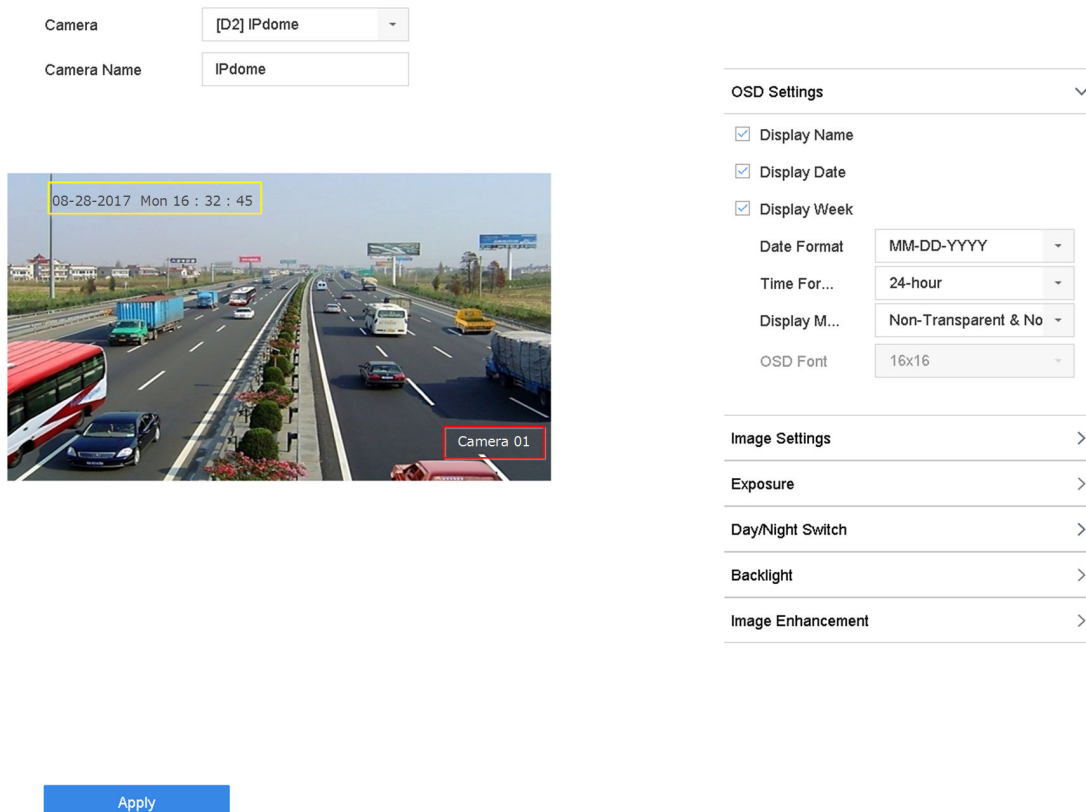 Camera [D2] IPdome
Camera Name IPdome
08-28-2017 Mon 16 : 32 : 45
Camera 01
OSD Settings
Display Name
Display Date
Display Week
Date Format MM-DD-YYYY
Time For... 24-hour
Display M... Non-Transparent & No
OSD Font 16x16
Image Settings
Exposure
Day/Night Switch
Backlight
Image Enhancement
Apply